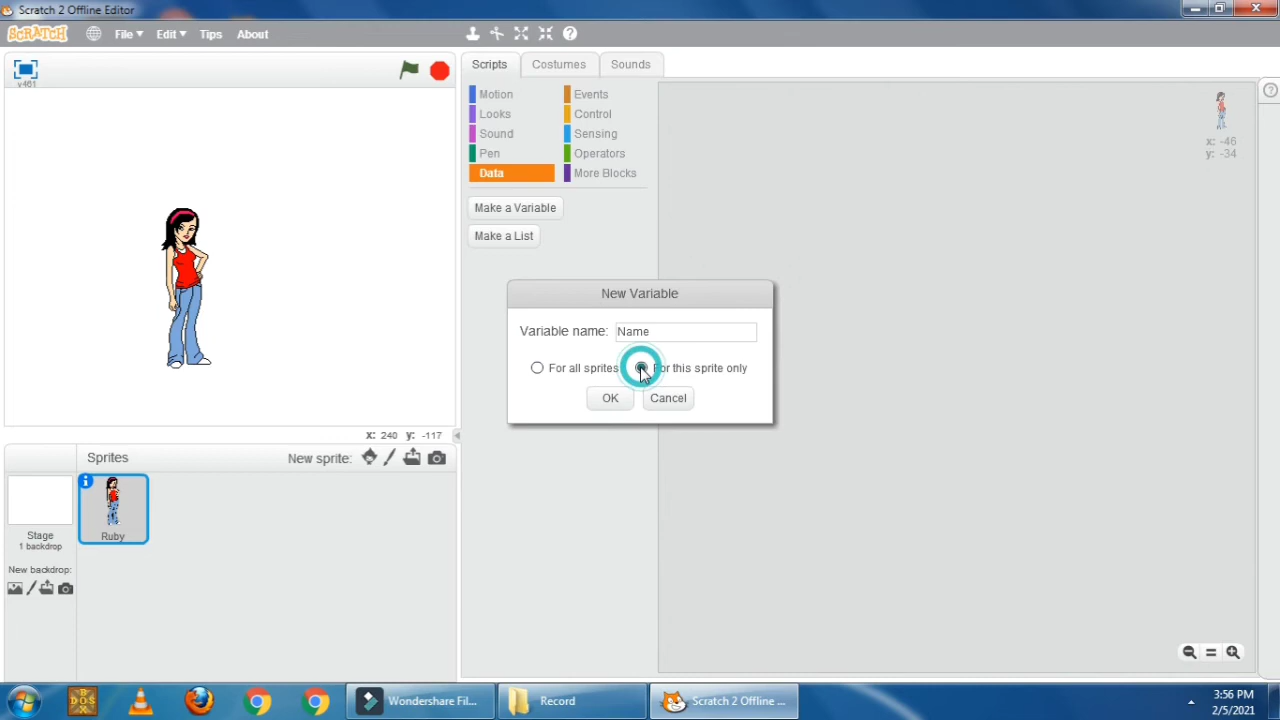 Scratch 2 Offline Editor
SCRATCH File Edit Tips About
v461
Scripts Costumes Sounds
Motion Events
Looks Control
Sound Sensing
Pen Operators
Data More Blocks
Make a Variable
Make a List
x: -46
y: -34
New Variable
Variable name: Name
For all sprites For this sprite only
OK Cancel
x: 240 y: -117
Sprites New sprite:
Stage
1 backdrop
Ruby
New backdrop:
Wondershare Fil...
Record
Scratch 2 Offline ...
3:56 PM
2/5/2021